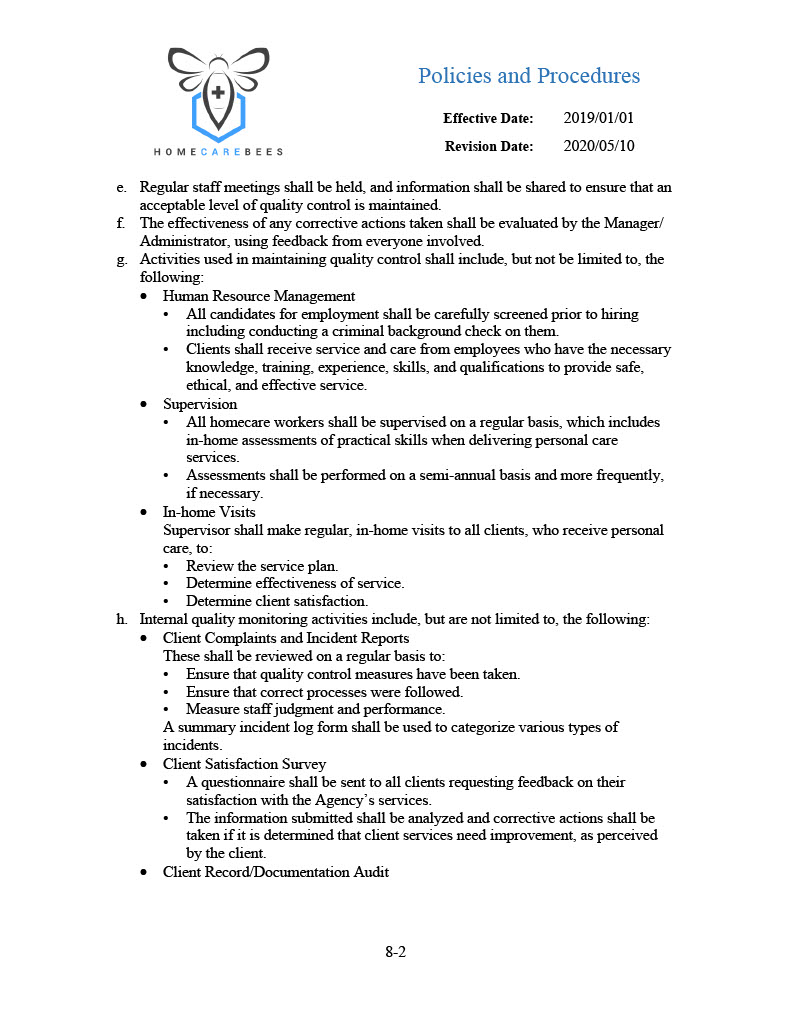 Policies and Procedures
Effective Date: 2019/01/01
HOMECAREBEES
Revision Date: 2020/05/10
e. Regular staff meetings shall be held, and information shall be shared to ensure that an
acceptable level of quality control is maintained.
f. The effectiveness of any corrective actions taken shall be evaluated by the Manager/
Administrator, using feedback from everyone involved.
g. Activities used in maintaining quality control shall include, but not be limited to, the
following:
• Human Resource Management
• All candidates for employment shall be carefully screened prior to hiring
including conducting a criminal background check on them.
• Clients shall receive service and care from employees who have the necessary
knowledge, training, experience, skills, and qualifications to provide safe,
ethical, and effective service.
• Supervision
• All homecare workers shall be supervised on a regular basis, which includes
in-home assessments of practical skills when delivering personal care
services.
• Assessments shall be performed on a semi-annual basis and more frequently,
if necessary.
• In-home Visits
Supervisor shall make regular, in-home visits to all clients, who receive personal
care, to:
• Review the service plan.
• Determine effectiveness of service.
• Determine client satisfaction.
h. Internal quality monitoring activities include, but are not limited to, the following:
• Client Complaints and Incident Reports
These shall be reviewed on a regular basis to:
• Ensure that quality control measures have been taken.
• Ensure that correct processes were followed.
• Measure staff judgment and performance.
A summary incident log form shall be used to categorize various types of
incidents.
• Client Satisfaction Survey
• A questionnaire shall be sent to all clients requesting feedback on their
satisfaction with the Agency's services.
• The information submitted shall be analyzed and corrective actions shall be
taken if it is determined that client services need improvement, as perceived
by the client.
• Client Record/Documentation Audit
8-2